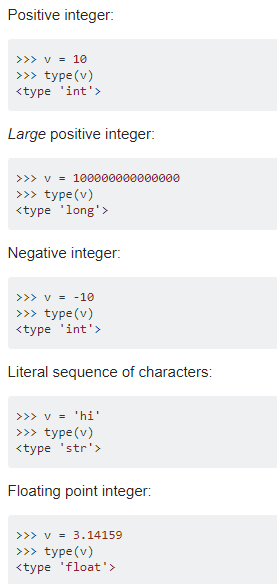 Positive integer:
>>> v = 10
>>> type(v)
<type 'int'>
Large positive integer:
>>> v = 100000000000000
>>> type(v)
<type 'long'>
Negative integer:
>>> v = -10
>>> type(v)
<type 'int'>
Literal sequence of characters:
>>> v = 'hi'
>>> type(v)
<type 'str'>
Floating point integer:
>>> v = 3.14159
>>> type(v)
<type 'float'>